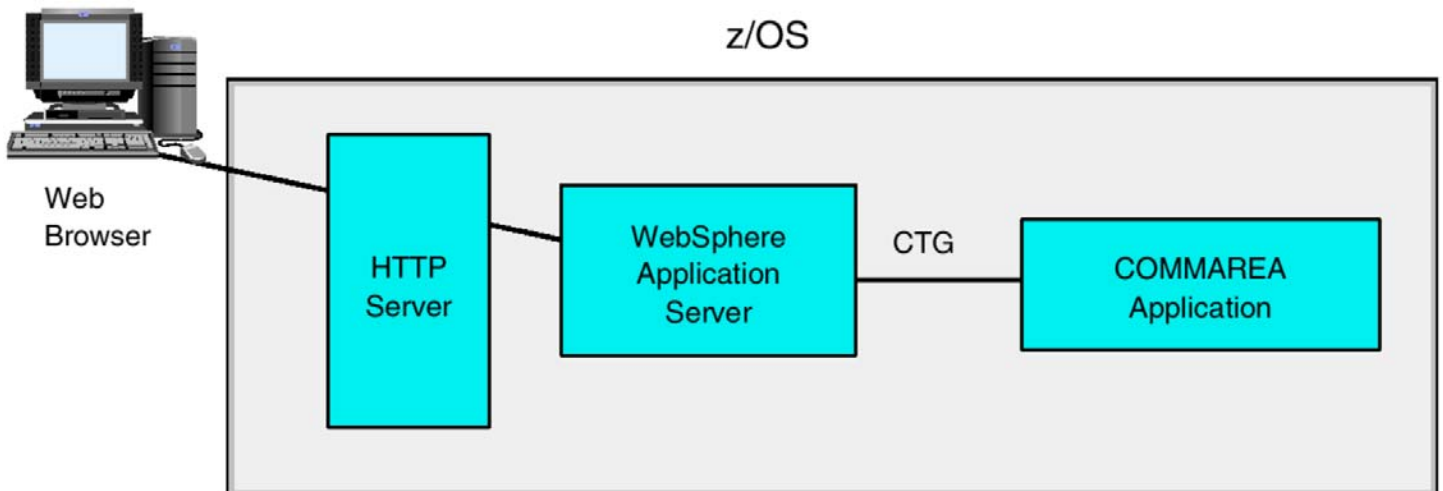 z/OS
Web
Browser
HTTP
Server
WebSphere
Application
Server
CTG
COMMAREA
Application